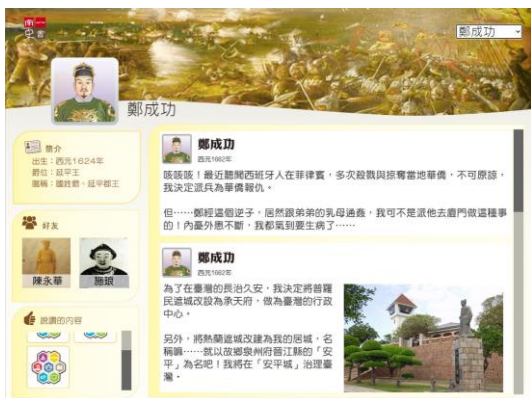 南一
史書
鄭成功
鄭成功
簡介
出生：西元1624年
爵位：延平王
團稱：國姓爺、延平郡王
好友
陳永華
施琅
說讚的內容
鄭成功
西元1662年
咳咳咳！最近聽聞西班牙人在菲律賓，多次殺戮與掠奪當地華僑，不可原諒，
我決定派兵為華僑報仇。
但……鄭經這個逆子，居然跟弟弟的乳母通姦，我可不是派他去廈門做這種事
的！內憂外患不斷，我都氣到要生病了……
鄭成功
西元1662年
為了在臺灣的長治久安，我決定將普羅
民遮城改設為承天府，做為臺灣的行政
中心。
另外，將熱蘭遮城改建為我的居城，名
稱嘛……就以故鄉泉州府晉江縣的「安
平」為名吧！我將在「安平城」治理臺
灣。